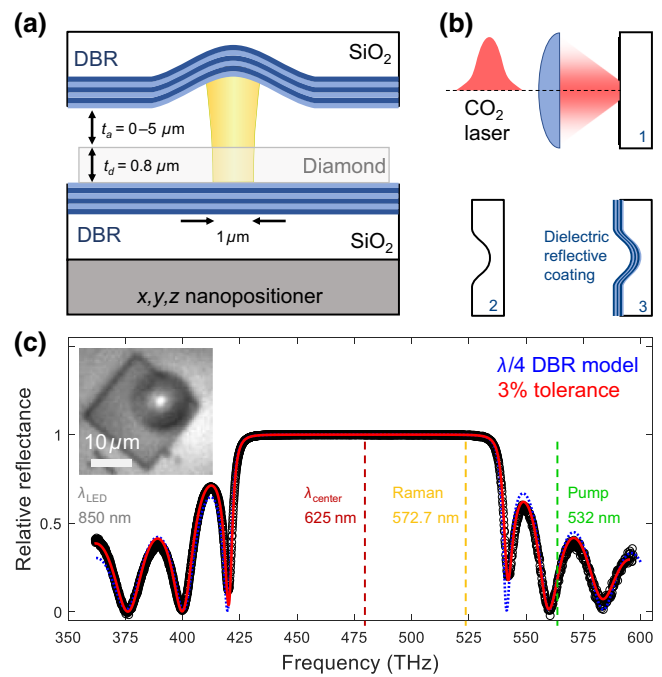 (a)
DBR
SiO2
ta = 0–5 µm
td = 0.8 µm
Diamond
DBR
1 µm
SiO2
x,y,z nanopositioner
(b)
CO2
laser
1
2
Dielectric
reflective
coating
3
(c)
λ/4 DBR model
3% tolerance
10 µm
λLED
850 nm
λcenter
625 nm
Raman
572.7 nm
Pump
532 nm
Relative reflectance
1
0.5
0
350 375 400 425 450 475 500 525 550 575 600
Frequency (THz)